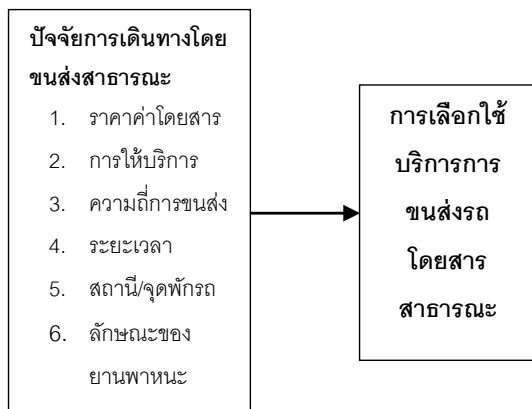 ปัจจัยการเดินทางโดย
ขนส่งสาธารณะ
1. ราคาค่าโดยสาร
2. การให้บริการ
3. ความถี่การขนส่ง
4. ระยะเวลา
5. สถานี/จุดพักรถ
6. ลักษณะของ
ยานพาหนะ
การเลือกใช้
บริการการ
ขนส่งรถ
โดยสาร
สาธารณะ